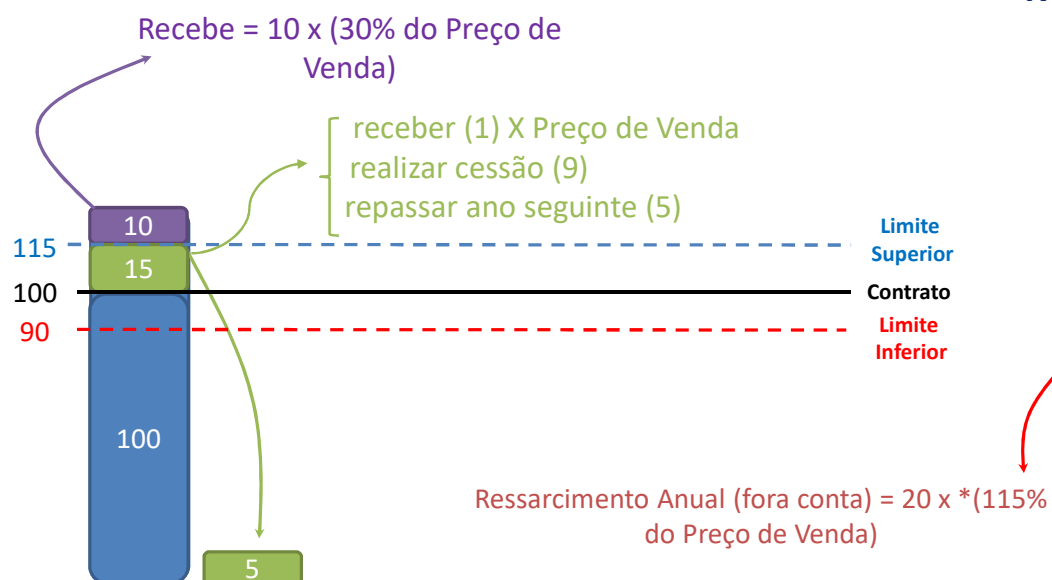 Recebe = 10 x (30% do Preço de
Venda)
receber (1) X Preço de Venda
realizar cessão (9)
repassar ano seguinte (5)
10
115
15
100
90
100
5
Limite
Superior
Contrato
Limite
Inferior
Ressarcimento Anual (fora conta) = 20 x *(115%
do Preço de Venda)